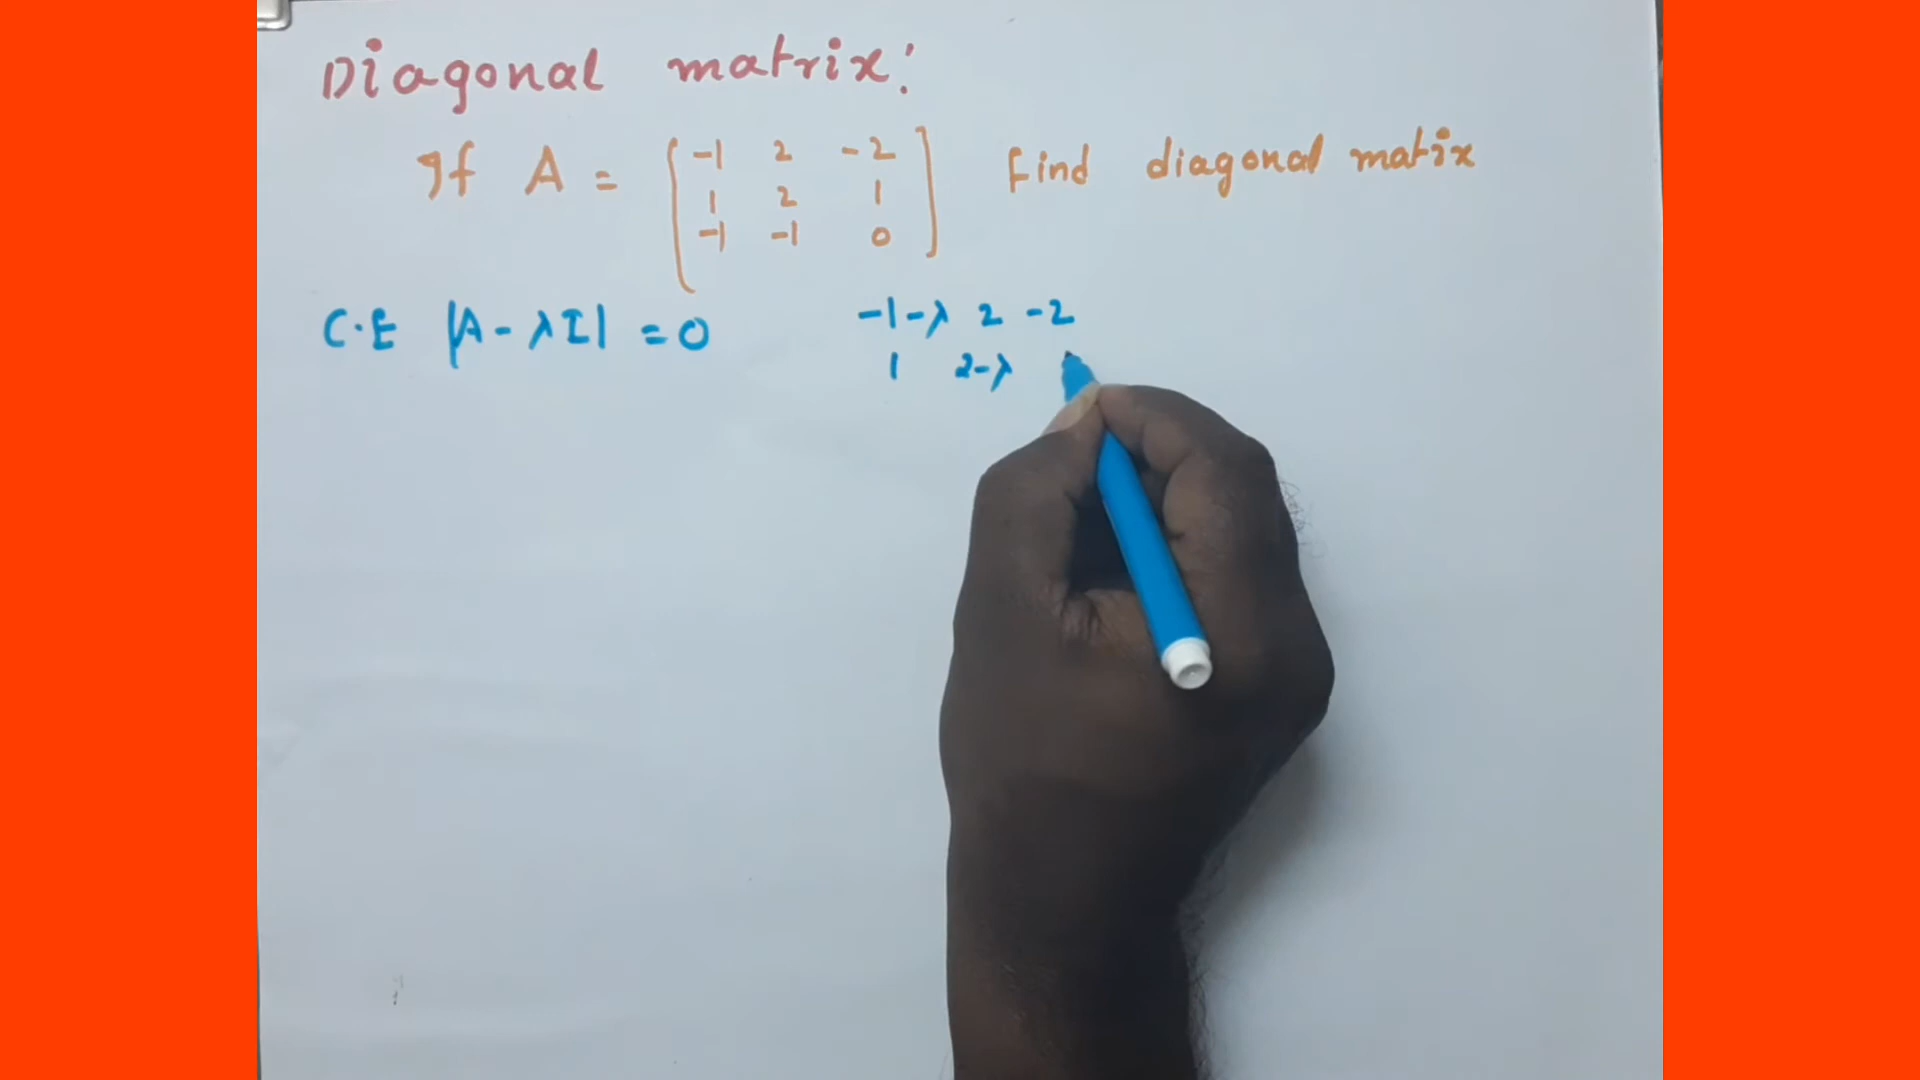 Diagonal matrix:
If A = [-1 2 -2
1 2 1
-1 -1 0] find diagonal matix
C.E |A - λI| = 0
-1-λ 2 -2
1 2-λ